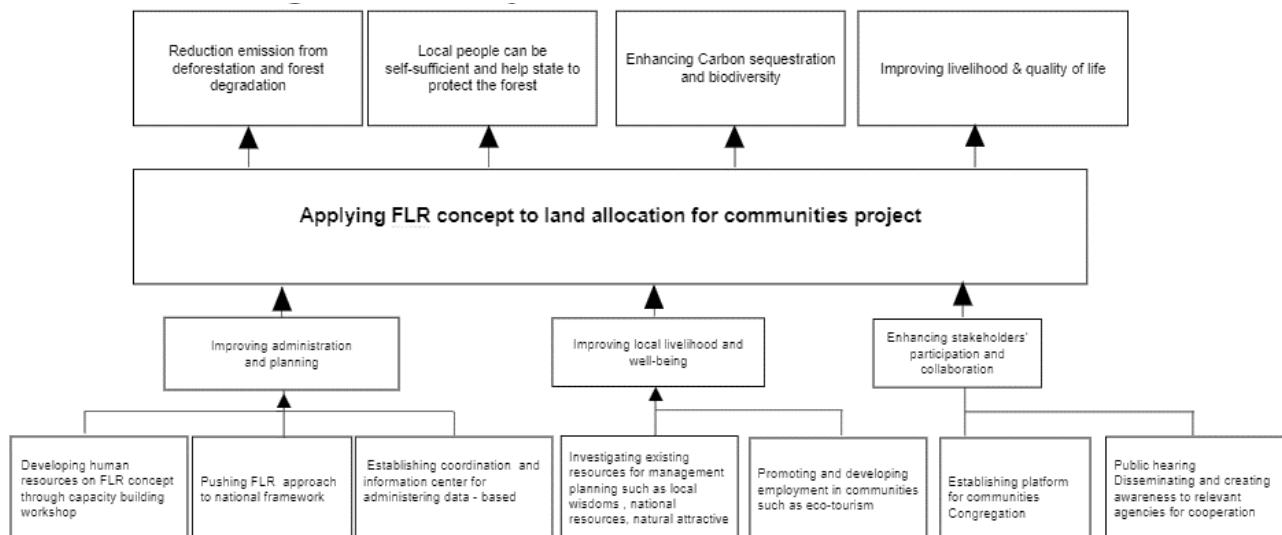 Reduction emission from
deforestation and forest
degradation
Local people can be
self-sufficient and help state to
protect the forest
Enhancing Carbon sequestration
and biodiversity
Improving livelihood & quality of life
Applying FLR concept to land allocation for communities project
Improving administration
and planning
Improving local livelihood and
well-being
Enhancing stakeholders'
participation and
collaboration
Developing human
resources on FLR concept
through capacity building
workshop
Pushing FLR approach
to national framework
Establishing coordination and
information center for
administering data - based
Investigating existing
resources for management
planning such as local
wisdoms , national
resources, natural attractive
Promoting and developing
employment in communities
such as eco-tourism
Establishing platform
for communities
Congregation
Public hearing
Disseminating and creating
awareness to relevant
agencies for cooperation